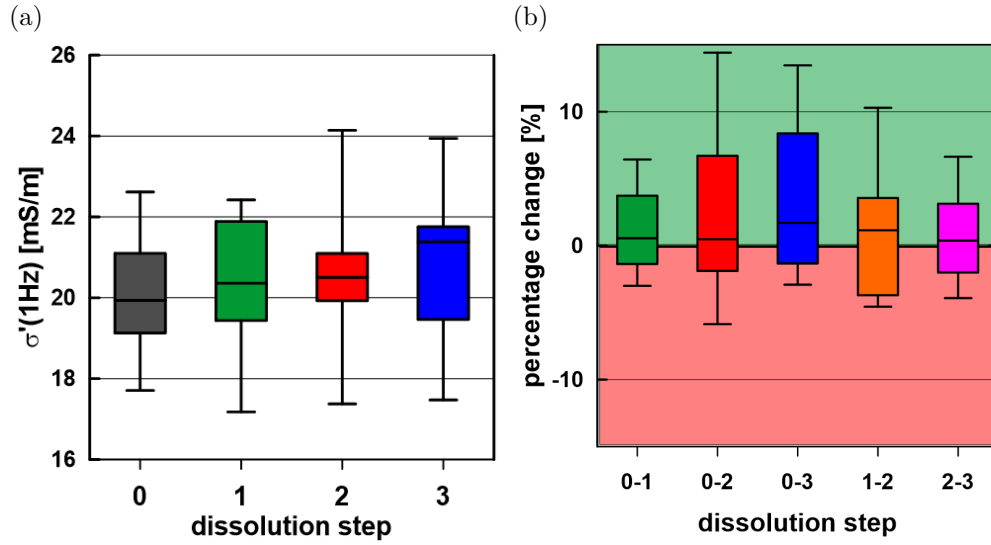 (a)
σ'(1Hz) [mS/m]
26
24
22
20
18
16
0 1 2 3
dissolution step
(b)
percentage change [%]
10
0
-10
0-1 0-2 0-3 1-2 2-3
dissolution step